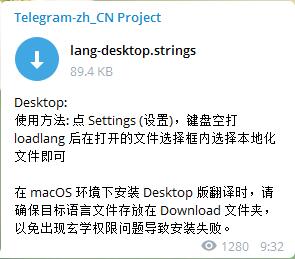 Telegram-zh_CN Project
lang-desktop.strings
89.4 KB
Desktop:
使用方法: 点 Settings (设置)，键盘空打
loadlang 后在打开的文件选择框内选择本地化
文件即可
在 macOS 环境下安装 Desktop 版翻译时，请
确保目标语言文件存放在 Download 文件夹，
以免出现玄学权限问题导致安装失败。
1280 9:32